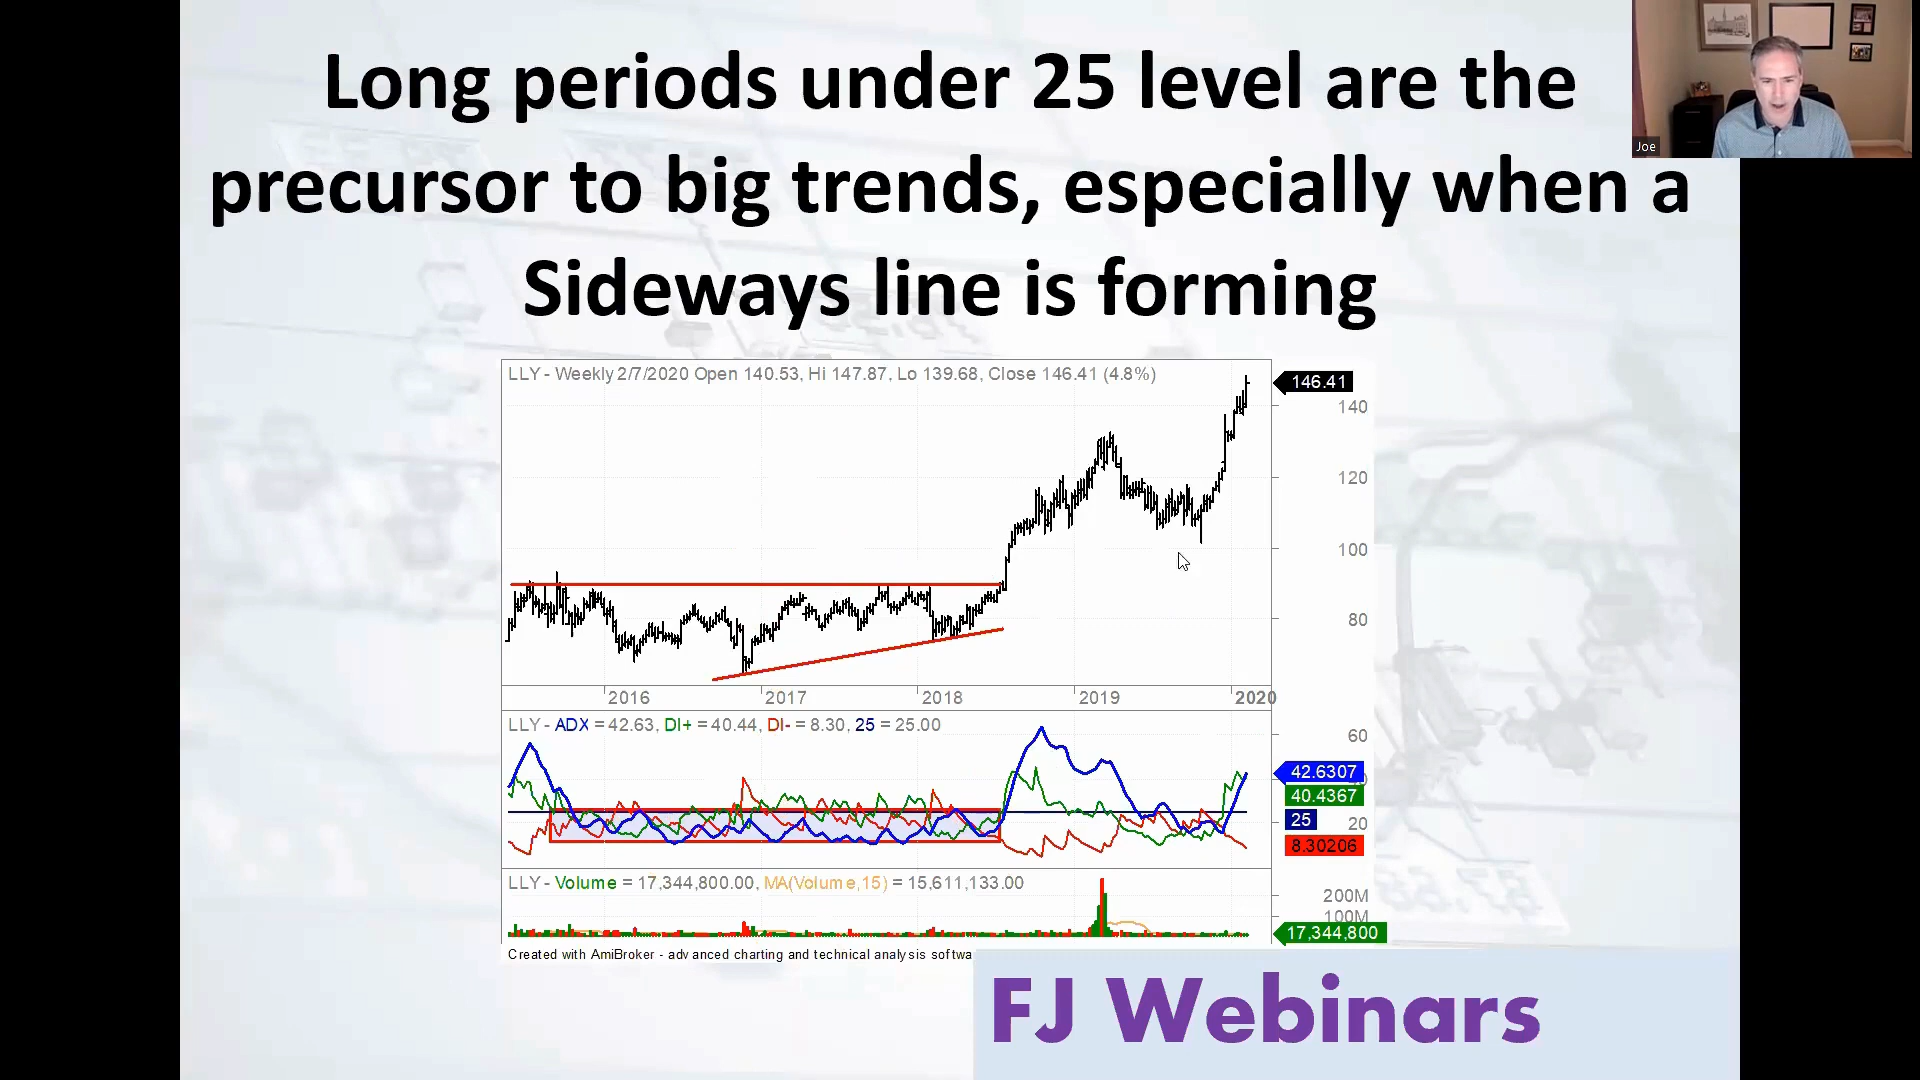 Long periods under 25 level are the
precursor to big trends, especially when a
Sideways line is forming
Joe
LLY - Weekly 2/7/2020 Open 140.53, Hi 147.87, Lo 139.68, Close 146.41 (4.8%)
146.41
140
120
100
80
2016 2017 2018 2019 2020
LLY - ADX = 42.63, DI+ = 40.44, DI- = 8.30, 25 = 25.00
60
42.6307
40.4367
25
20
8.30206
LLY - Volume = 17,344,800.00, MA(Volume,15) = 15,611,133.00
200M
100M
17,344,800
Created with AmiBroker - advanced charting and technical analysis softwa
FJ Webinars